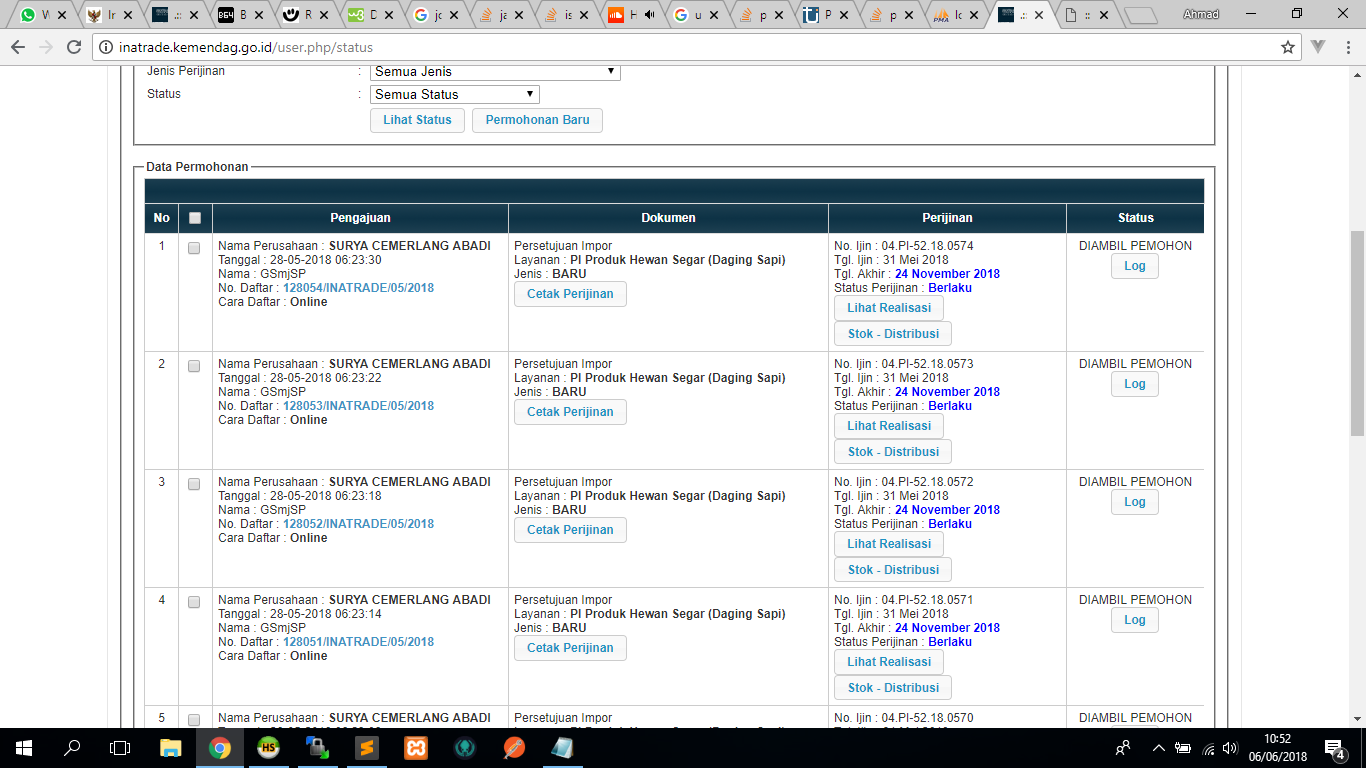 W
In
.::
B64
B
R
w3
D
G
jc
ja
is
H
G
u
p
P
p
PMA
lo
.::
::
Ahmad
inatrade.kemendag.go.id/user.php/status
Jenis Perijinan : Semua Jenis
Status : Semua Status
Lihat Status Permohonan Baru
Data Permohonan
No Pengajuan Dokumen Perijinan Status
1
Nama Perusahaan : SURYA CEMERLANG ABADI
Tanggal : 28-05-2018 06:23:30
Nama : GSmjSP
No. Daftar : 128054/INATRADE/05/2018
Cara Daftar : Online
Persetujuan Impor
Layanan : PI Produk Hewan Segar (Daging Sapi)
Jenis : BARU
Cetak Perijinan
No. Ijin : 04.PI-52.18.0574
Tgl. Ijin : 31 Mei 2018
Tgl. Akhir : 24 November 2018
Status Perijinan : Berlaku
Lihat Realisasi
Stok - Distribusi
DIAMBIL PEMOHON
Log
2
Nama Perusahaan : SURYA CEMERLANG ABADI
Tanggal : 28-05-2018 06:23:22
Nama : GSmjSP
No. Daftar : 128053/INATRADE/05/2018
Cara Daftar : Online
Persetujuan Impor
Layanan : PI Produk Hewan Segar (Daging Sapi)
Jenis : BARU
Cetak Perijinan
No. Ijin : 04.PI-52.18.0573
Tgl. Ijin : 31 Mei 2018
Tgl. Akhir : 24 November 2018
Status Perijinan : Berlaku
Lihat Realisasi
Stok - Distribusi
DIAMBIL PEMOHON
Log
3
Nama Perusahaan : SURYA CEMERLANG ABADI
Tanggal : 28-05-2018 06:23:18
Nama : GSmjSP
No. Daftar : 128052/INATRADE/05/2018
Cara Daftar : Online
Persetujuan Impor
Layanan : PI Produk Hewan Segar (Daging Sapi)
Jenis : BARU
Cetak Perijinan
No. Ijin : 04.PI-52.18.0572
Tgl. Ijin : 31 Mei 2018
Tgl. Akhir : 24 November 2018
Status Perijinan : Berlaku
Lihat Realisasi
Stok - Distribusi
DIAMBIL PEMOHON
Log
4
Nama Perusahaan : SURYA CEMERLANG ABADI
Tanggal : 28-05-2018 06:23:14
Nama : GSmjSP
No. Daftar : 128051/INATRADE/05/2018
Cara Daftar : Online
Persetujuan Impor
Layanan : PI Produk Hewan Segar (Daging Sapi)
Jenis : BARU
Cetak Perijinan
No. Ijin : 04.PI-52.18.0571
Tgl. Ijin : 31 Mei 2018
Tgl. Akhir : 24 November 2018
Status Perijinan : Berlaku
Lihat Realisasi
Stok - Distribusi
DIAMBIL PEMOHON
Log
5
Nama Perusahaan : SURYA CEMERLANG ABADI
Persetujuan Impor
No. Ijin : 04.PI-52.18.0570
DIAMBIL PEMOHON
HS
10:52
06/06/2018
4